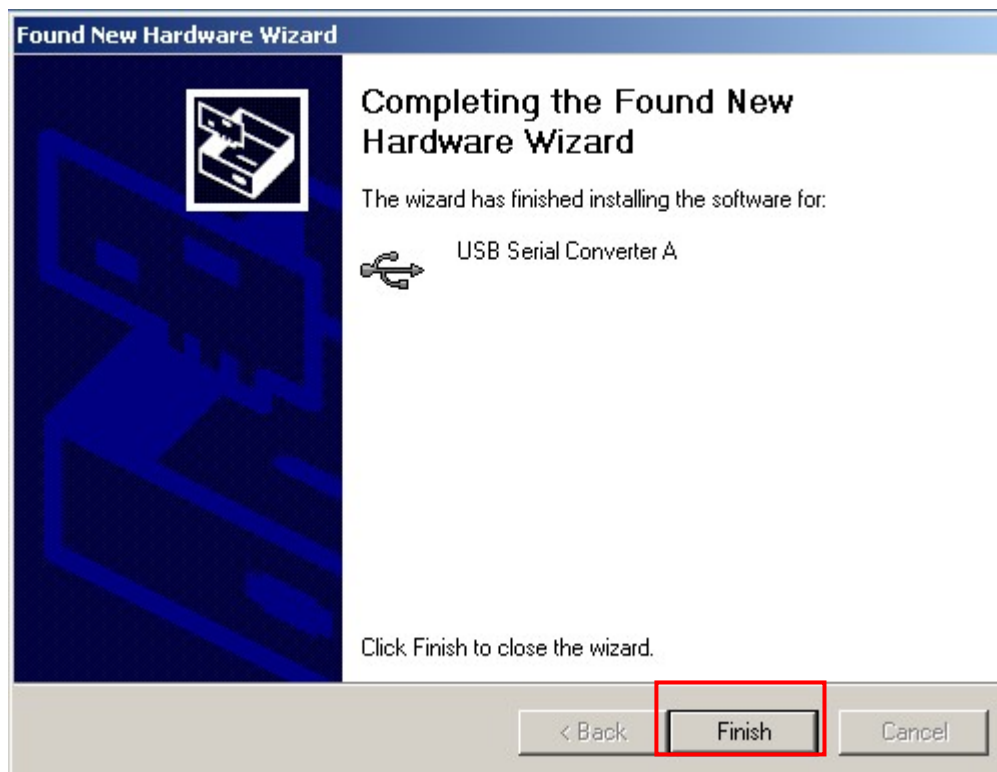 Found New Hardware Wizard
Completing the Found New
Hardware Wizard
The wizard has finished installing the software for:
USB Serial Converter A
Click Finish to close the wizard.
< Back
Finish
Cancel